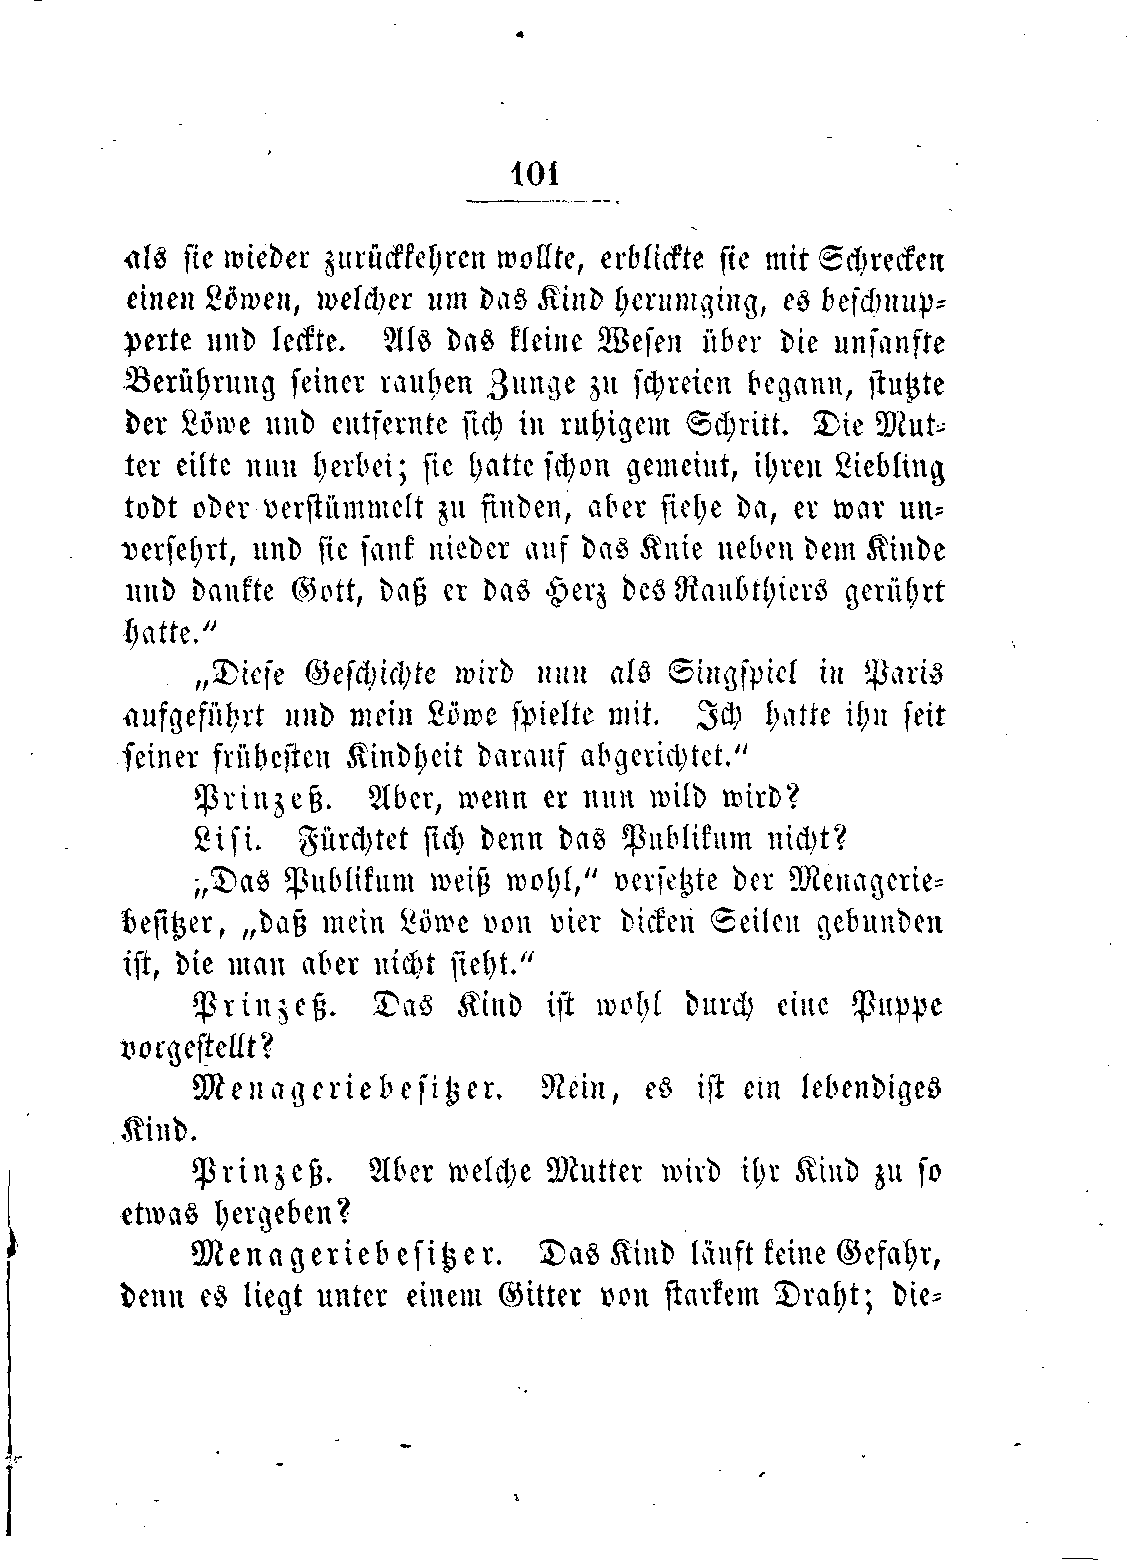 101
als sie wieder zurückkehren wollte, erblickte sie mit Schrecken
einen Löwen, welcher um das Kind herumging, es beschnup-
perte und leckte. Als das kleine Wesen über die unsanfte
Berührung seiner rauhen Zunge zu schreien begann, stutzte
der Löwe und entfernte sich in ruhigem Schritt. Die Mut-
ter eilte nun herbei; sie hatte schon gemeint, ihren Liebling
todt oder verstümmelt zu finden, aber siehe da, er war un-
versehrt, und sie sank nieder auf das Knie neben dem Kinde
und dankte Gott, daß er das Herz des Raubthiers gerührt
hatte.“
„Diese Geschichte wird nun als Singspiel in Paris
aufgeführt und mein Löwe spielte mit. Ich hatte ihn seit
seiner frühesten Kindheit darauf abgerichtet.“
Prinzeß. Aber, wenn er nun wild wird?
Lisi. Fürchtet sich denn das Publikum nicht?
„Das Publikum weiß wohl,“ versetzte der Menagerie-
besitzer, „daß mein Löwe von vier dicken Seilen gebunden
ist, die man aber nicht sieht.“
Prinzeß. Das Kind ist wohl durch eine Puppe
vorgestellt?
Menageriebesitzer. Nein, es ist ein lebendiges
Kind.
Prinzeß. Aber welche Mutter wird ihr Kind zu so
etwas hergeben?
Menageriebesitzer. Das Kind läuft keine Gefahr,
denn es liegt unter einem Gitter von starkem Draht; die-